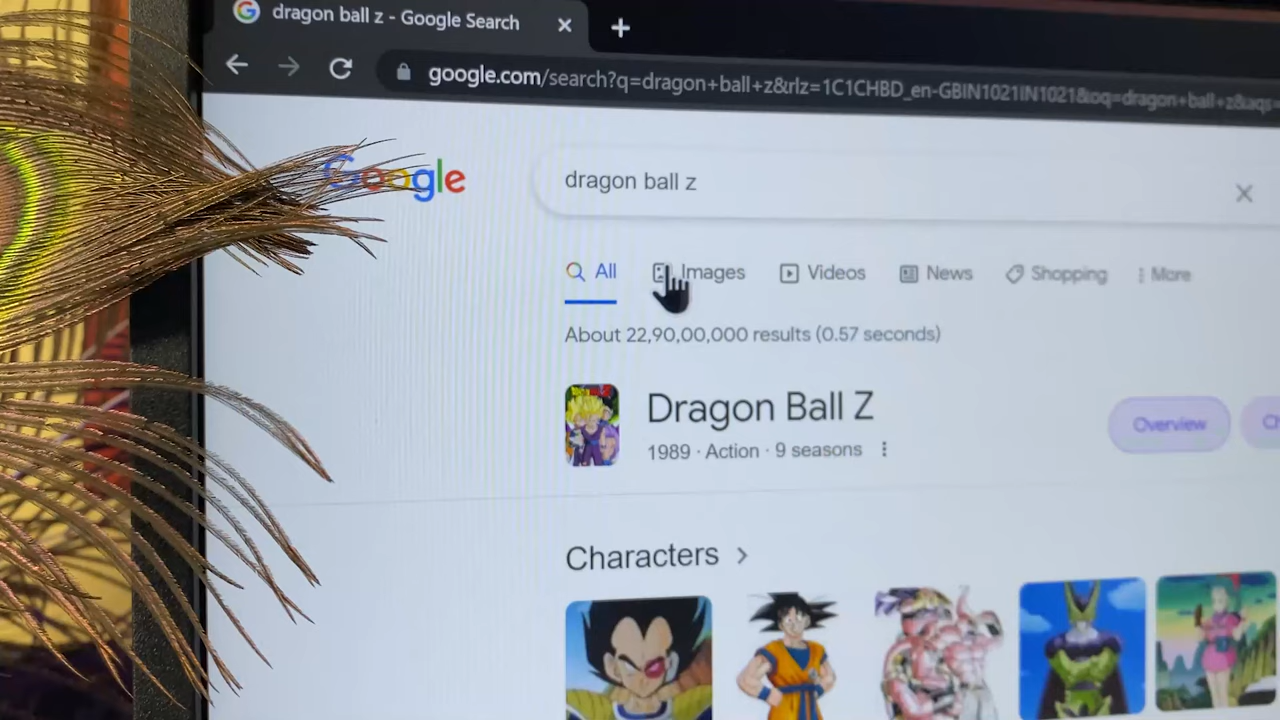 dragon ball z - Google Search
google.com/search?q=dragon+ball+z&rlz=1C1CHBD_en-GBIN1021IN1021&oq=dragon+ball+z&aqs=
Google
dragon ball z
All Images Videos News Shopping More
About 22,90,00,000 results (0.57 seconds)
Dragon Ball Z
1989 · Action · 9 seasons
Overview
Characters